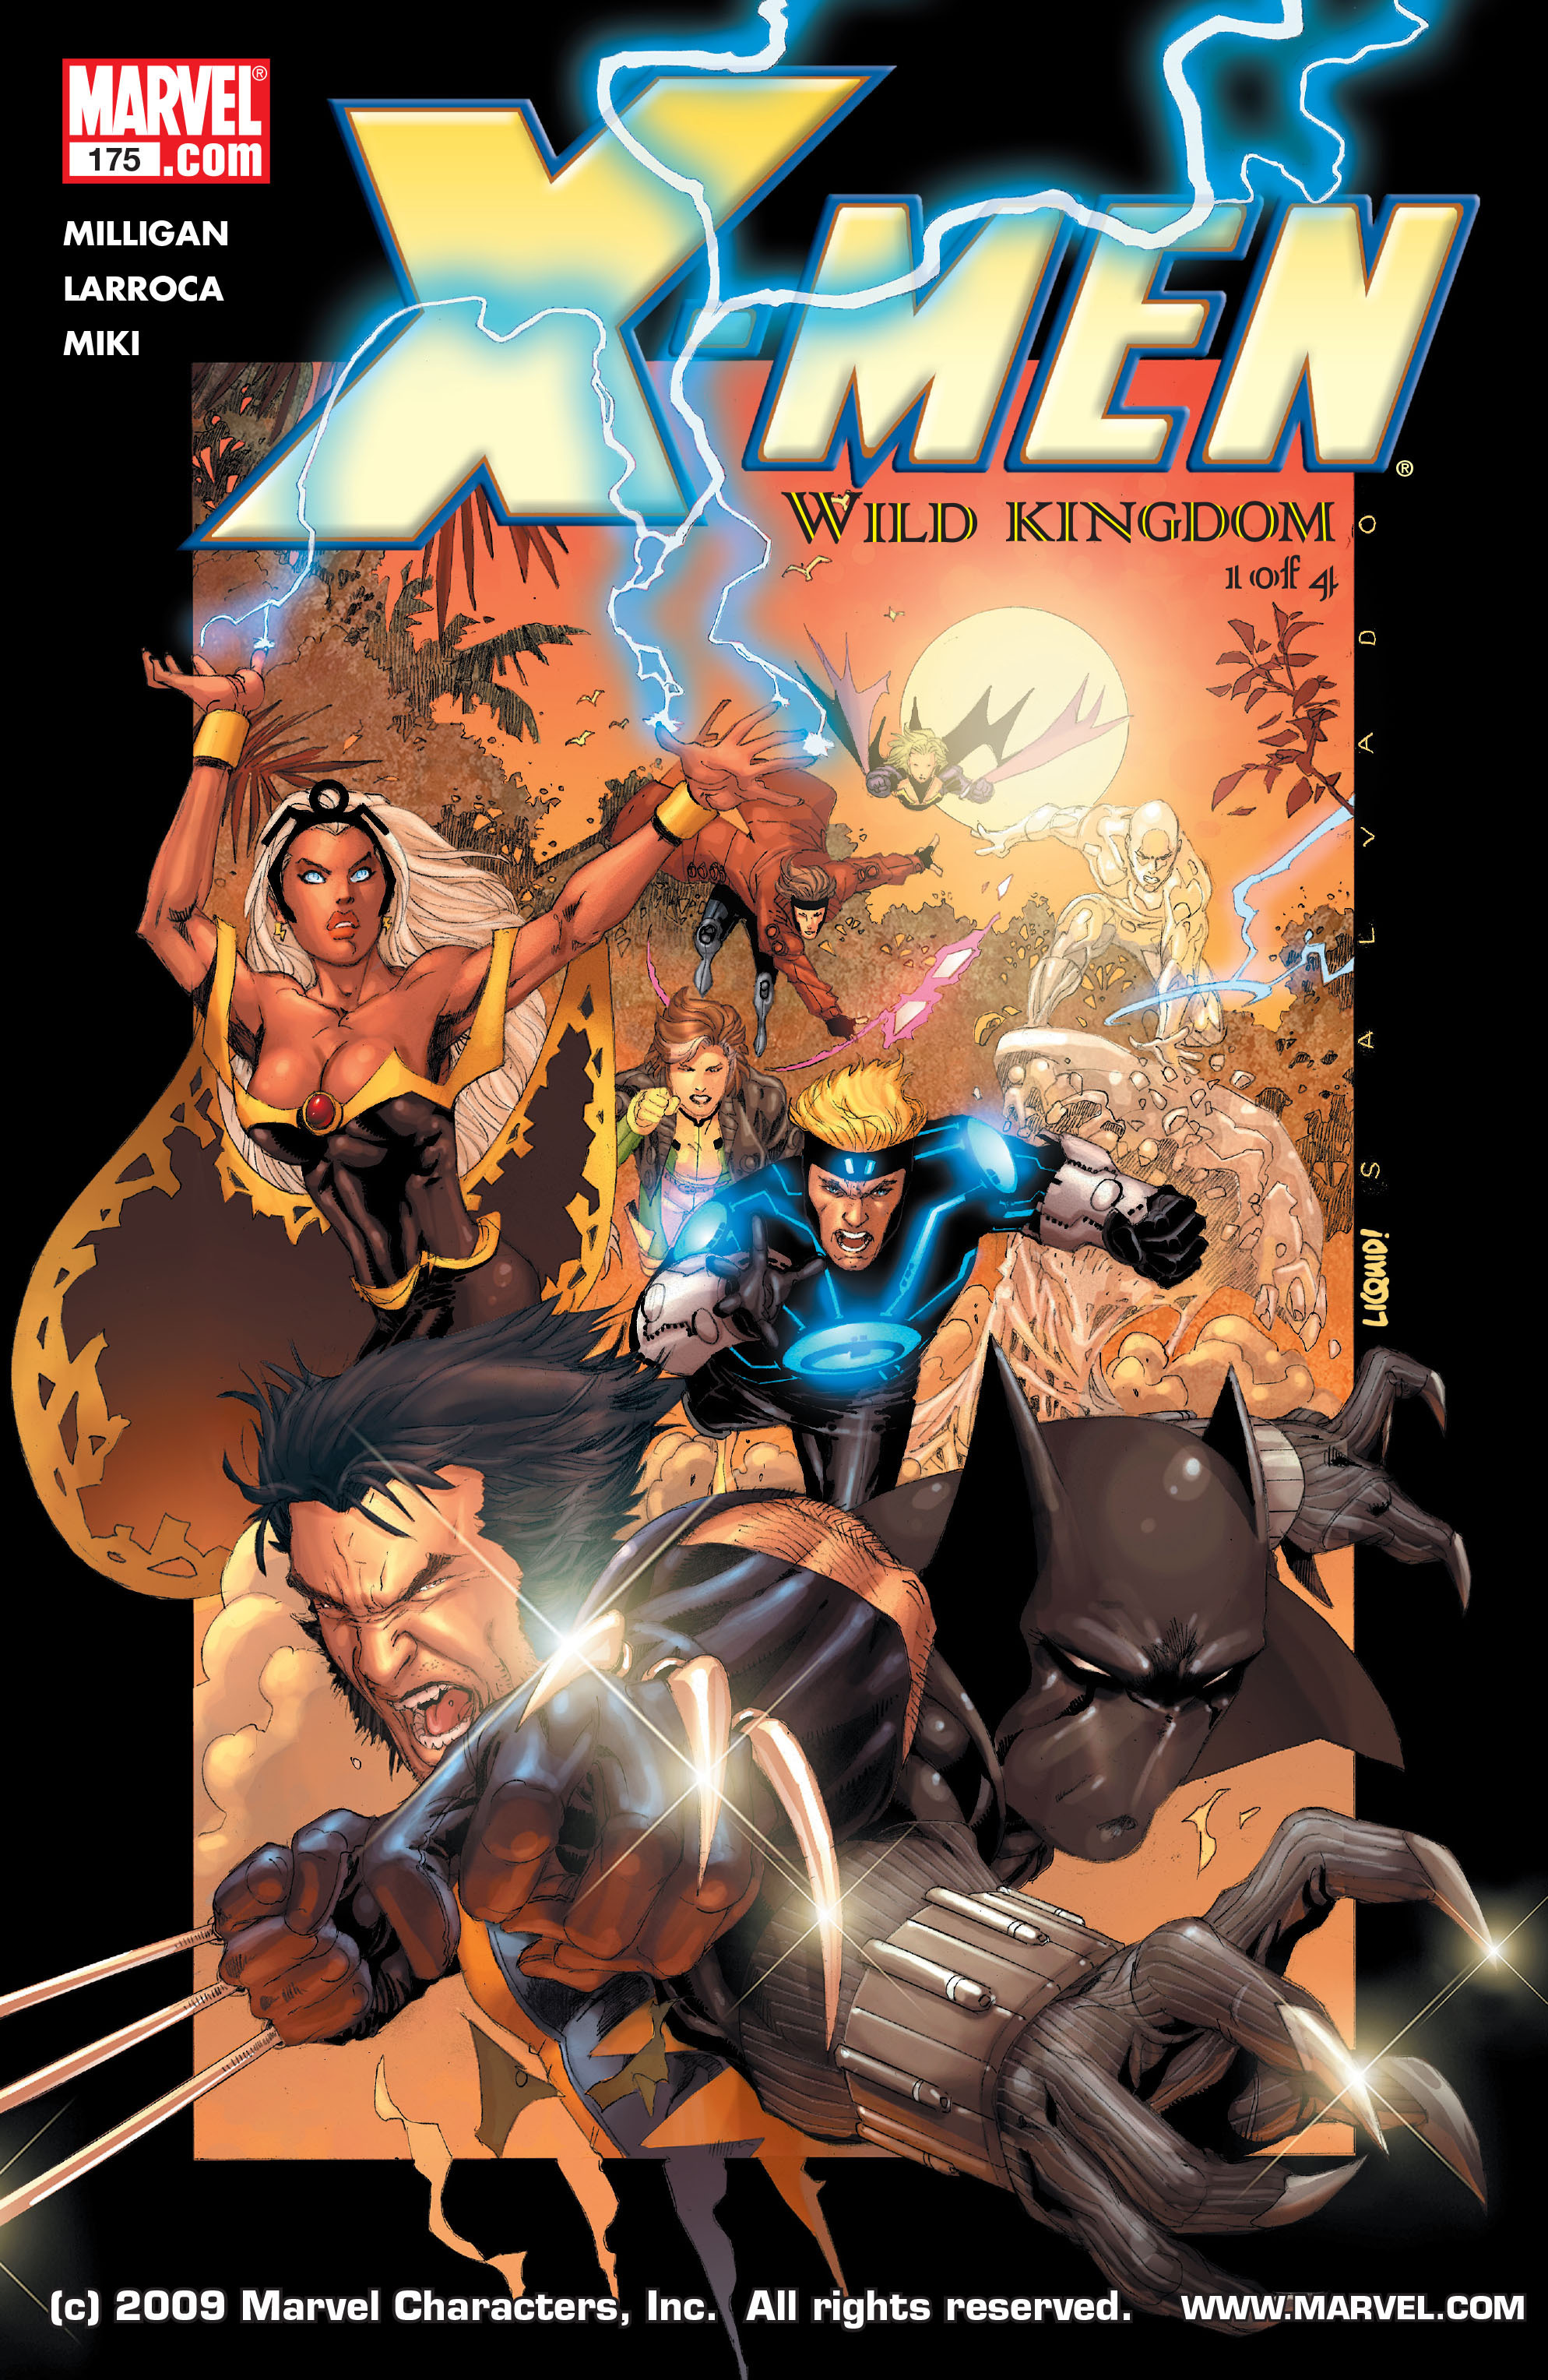 MARVEL®
175 .com
MILLIGAN
LARROCA
MIKI
X-MEN®
WILD KINGDOM
1 of 4
SALVADO
LIQUID!
(c) 2009 Marvel Characters, Inc. All rights reserved. WWW.MARVEL.COM